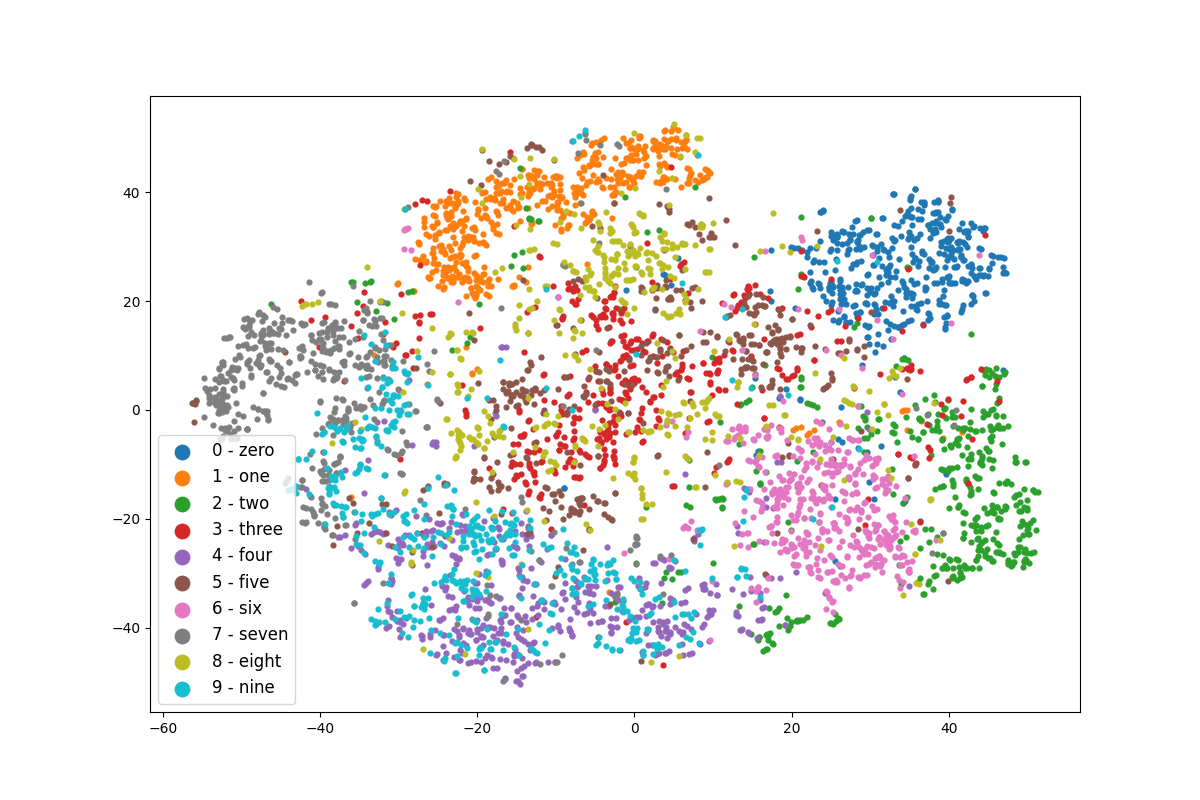 40
20
0
−20
−40
0 - zero
1 - one
2 - two
3 - three
4 - four
5 - five
6 - six
7 - seven
8 - eight
9 - nine
−60
−40
−20
0
20
40